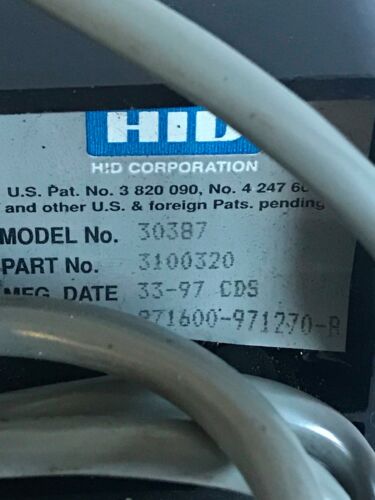 HID
HID CORPORATION
U.S. Pat. No. 3 820 090, No. 4 247
and other U.S. & foreign Pats. pending
MODEL No. 30387
PART No. 3100320
MFG. DATE 33-97 CDS
971600-971270-R